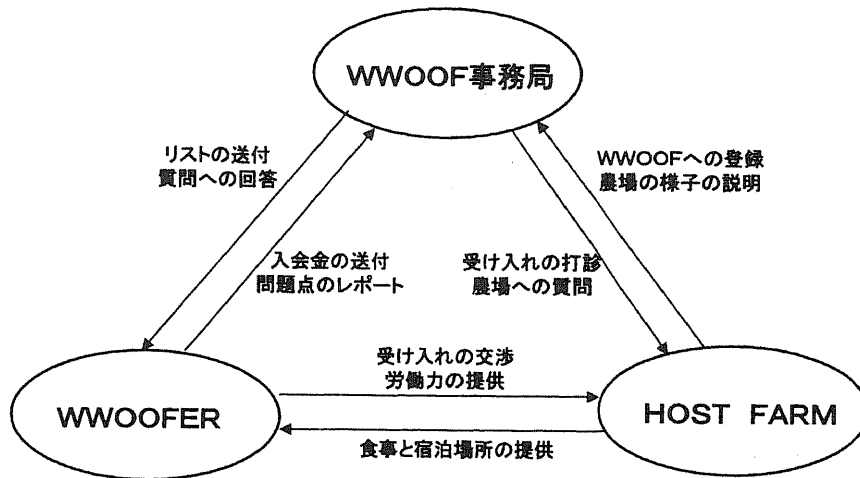 WWOOF事務局
リストの送付
質問への回答
WWOOFへの登録
農場の様子の説明
入会金の送付
問題点のレポート
受け入れの打診
農場への質問
受け入れの交渉
労働力の提供
WWOOFER
HOST FARM
食事と宿泊場所の提供